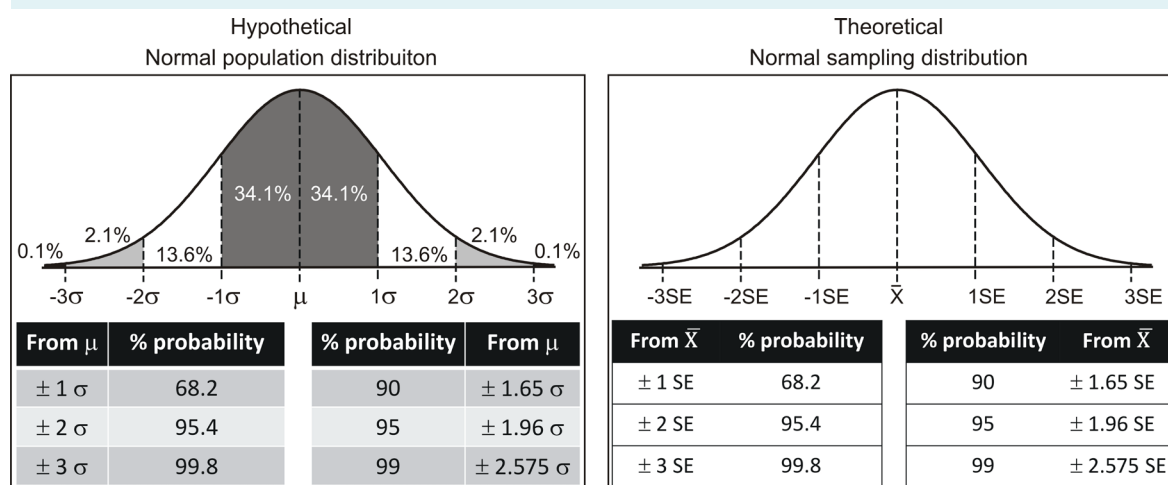 Hypothetical
Normal population distribuiton
34.1% 34.1%
0.1% 2.1% 13.6% 13.6% 2.1% 0.1%
-3σ -2σ -1σ μ 1σ 2σ 3σ
From μ % probability
± 1 σ 68.2
± 2 σ 95.4
± 3 σ 99.8
% probability From μ
90 ± 1.65 σ
95 ± 1.96 σ
99 ± 2.575 σ
Theoretical
Normal sampling distribution
-3SE -2SE -1SE X̅ 1SE 2SE 3SE
From X̅ % probability
± 1 SE 68.2
± 2 SE 95.4
± 3 SE 99.8
% probability From X̅
90 ± 1.65 SE
95 ± 1.96 SE
99 ± 2.575 SE